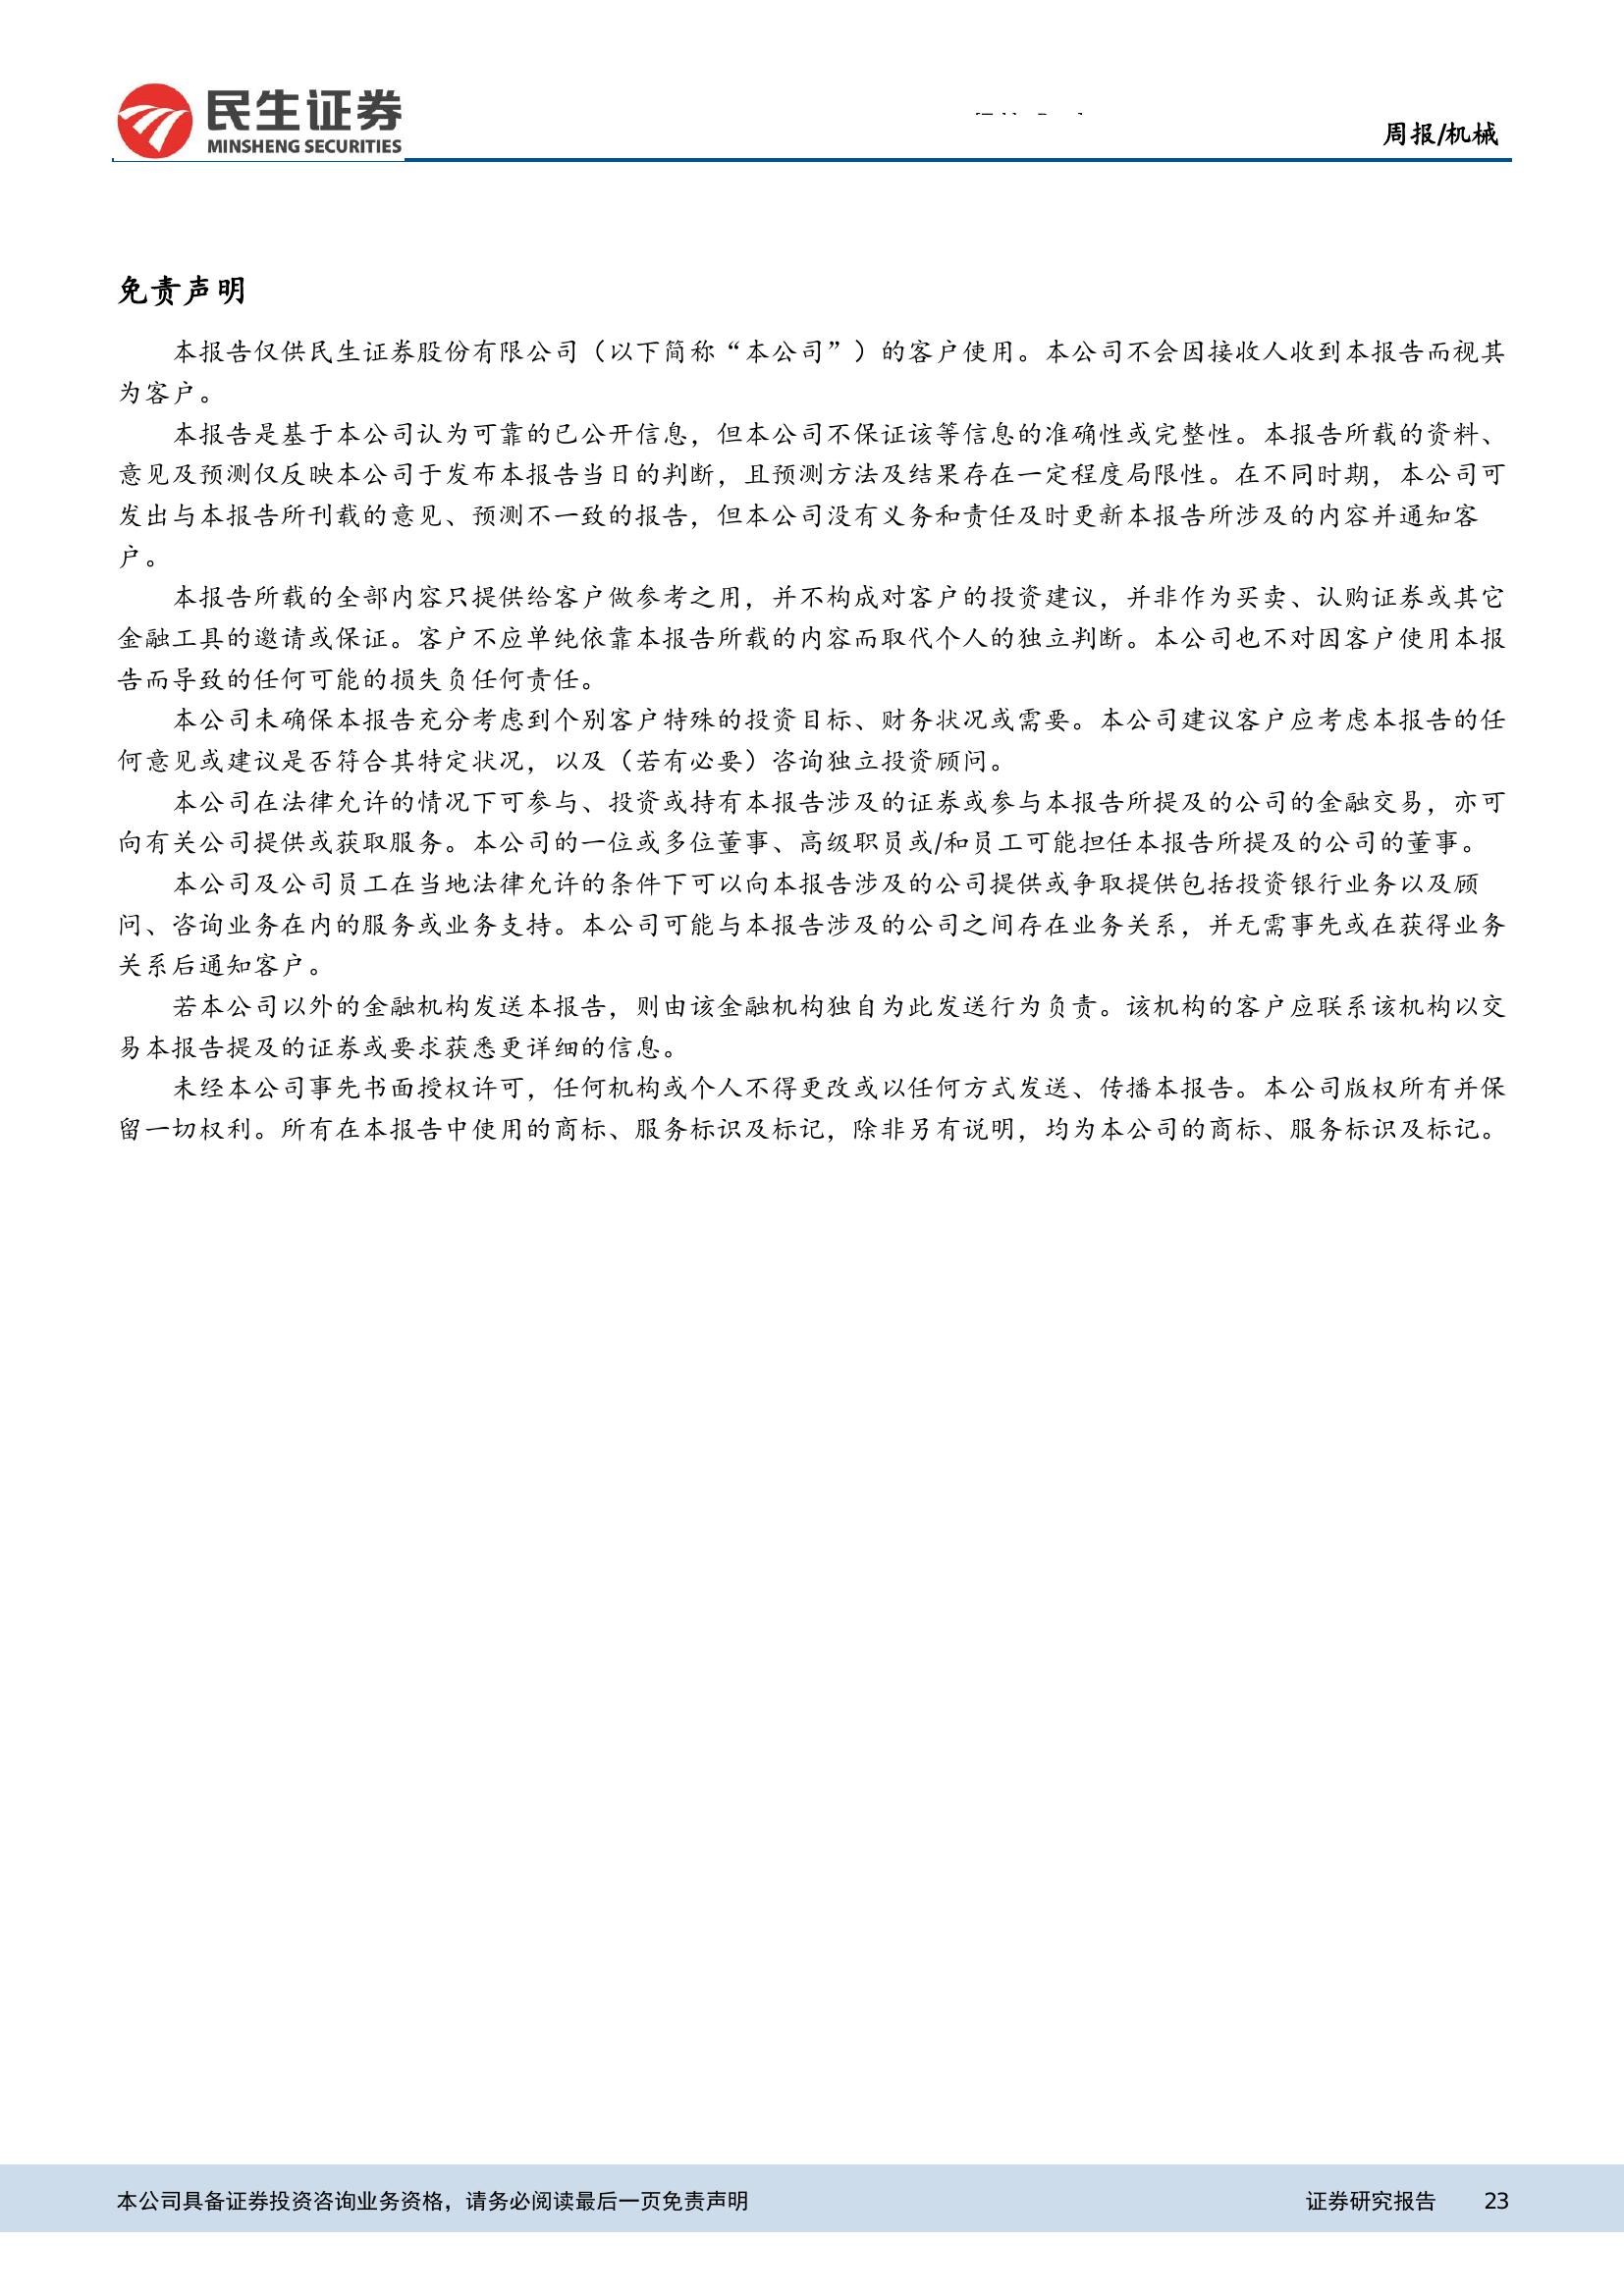 民生证券
MINSHENG SECURITIES
周报/机械
免责声明
本报告仅供民生证券股份有限公司（以下简称“本公司”）的客户使用。本公司不会因接收人收到本报告而视其
为客户。
本报告是基于本公司认为可靠的已公开信息，但本公司不保证该等信息的准确性或完整性。本报告所载的资料、
意见及预测仅反映本公司于发布本报告当日的判断，且预测方法及结果存在一定程度局限性。在不同时期，本公司可
发出与本报告所刊载的意见、预测不一致的报告，但本公司没有义务和责任及时更新本报告所涉及的内容并通知客
户。
本报告所载的全部内容只提供给客户做参考之用，并不构成对客户的投资建议，并非作为买卖、认购证券或其它
金融工具的邀请或保证。客户不应单纯依靠本报告所载的内容而取代个人的独立判断。本公司也不对因客户使用本报
告而导致的任何可能的损失负任何责任。
本公司未确保本报告充分考虑到个别客户特殊的投资目标、财务状况或需要。本公司建议客户应考虑本报告的任
何意见或建议是否符合其特定状况，以及（若有必要）咨询独立投资顾问。
本公司在法律允许的情况下可参与、投资或持有本报告涉及的证券或参与本报告所提及的公司的金融交易，亦可
向有关公司提供或获取服务。本公司的一位或多位董事、高级职员或/和员工可能担任本报告所提及的公司的董事。
本公司及公司员工在当地法律允许的条件下可以向本报告涉及的公司提供或争取提供包括投资银行业务以及顾
问、咨询业务在内的服务或业务支持。本公司可能与本报告涉及的公司之间存在业务关系，并无需事先或在获得业务
关系后通知客户。
若本公司以外的金融机构发送本报告，则由该金融机构独自为此发送行为负责。该机构的客户应联系该机构以交
易本报告提及的证券或要求获悉更详细的信息。
未经本公司事先书面授权许可，任何机构或个人不得更改或以任何方式发送、传播本报告。本公司版权所有并保
留一切权利。所有在本报告中使用的商标、服务标识及标记，除非另有说明，均为本公司的商标、服务标识及标记。
本公司具备证券投资咨询业务资格，请务必阅读最后一页免责声明
证券研究报告 23